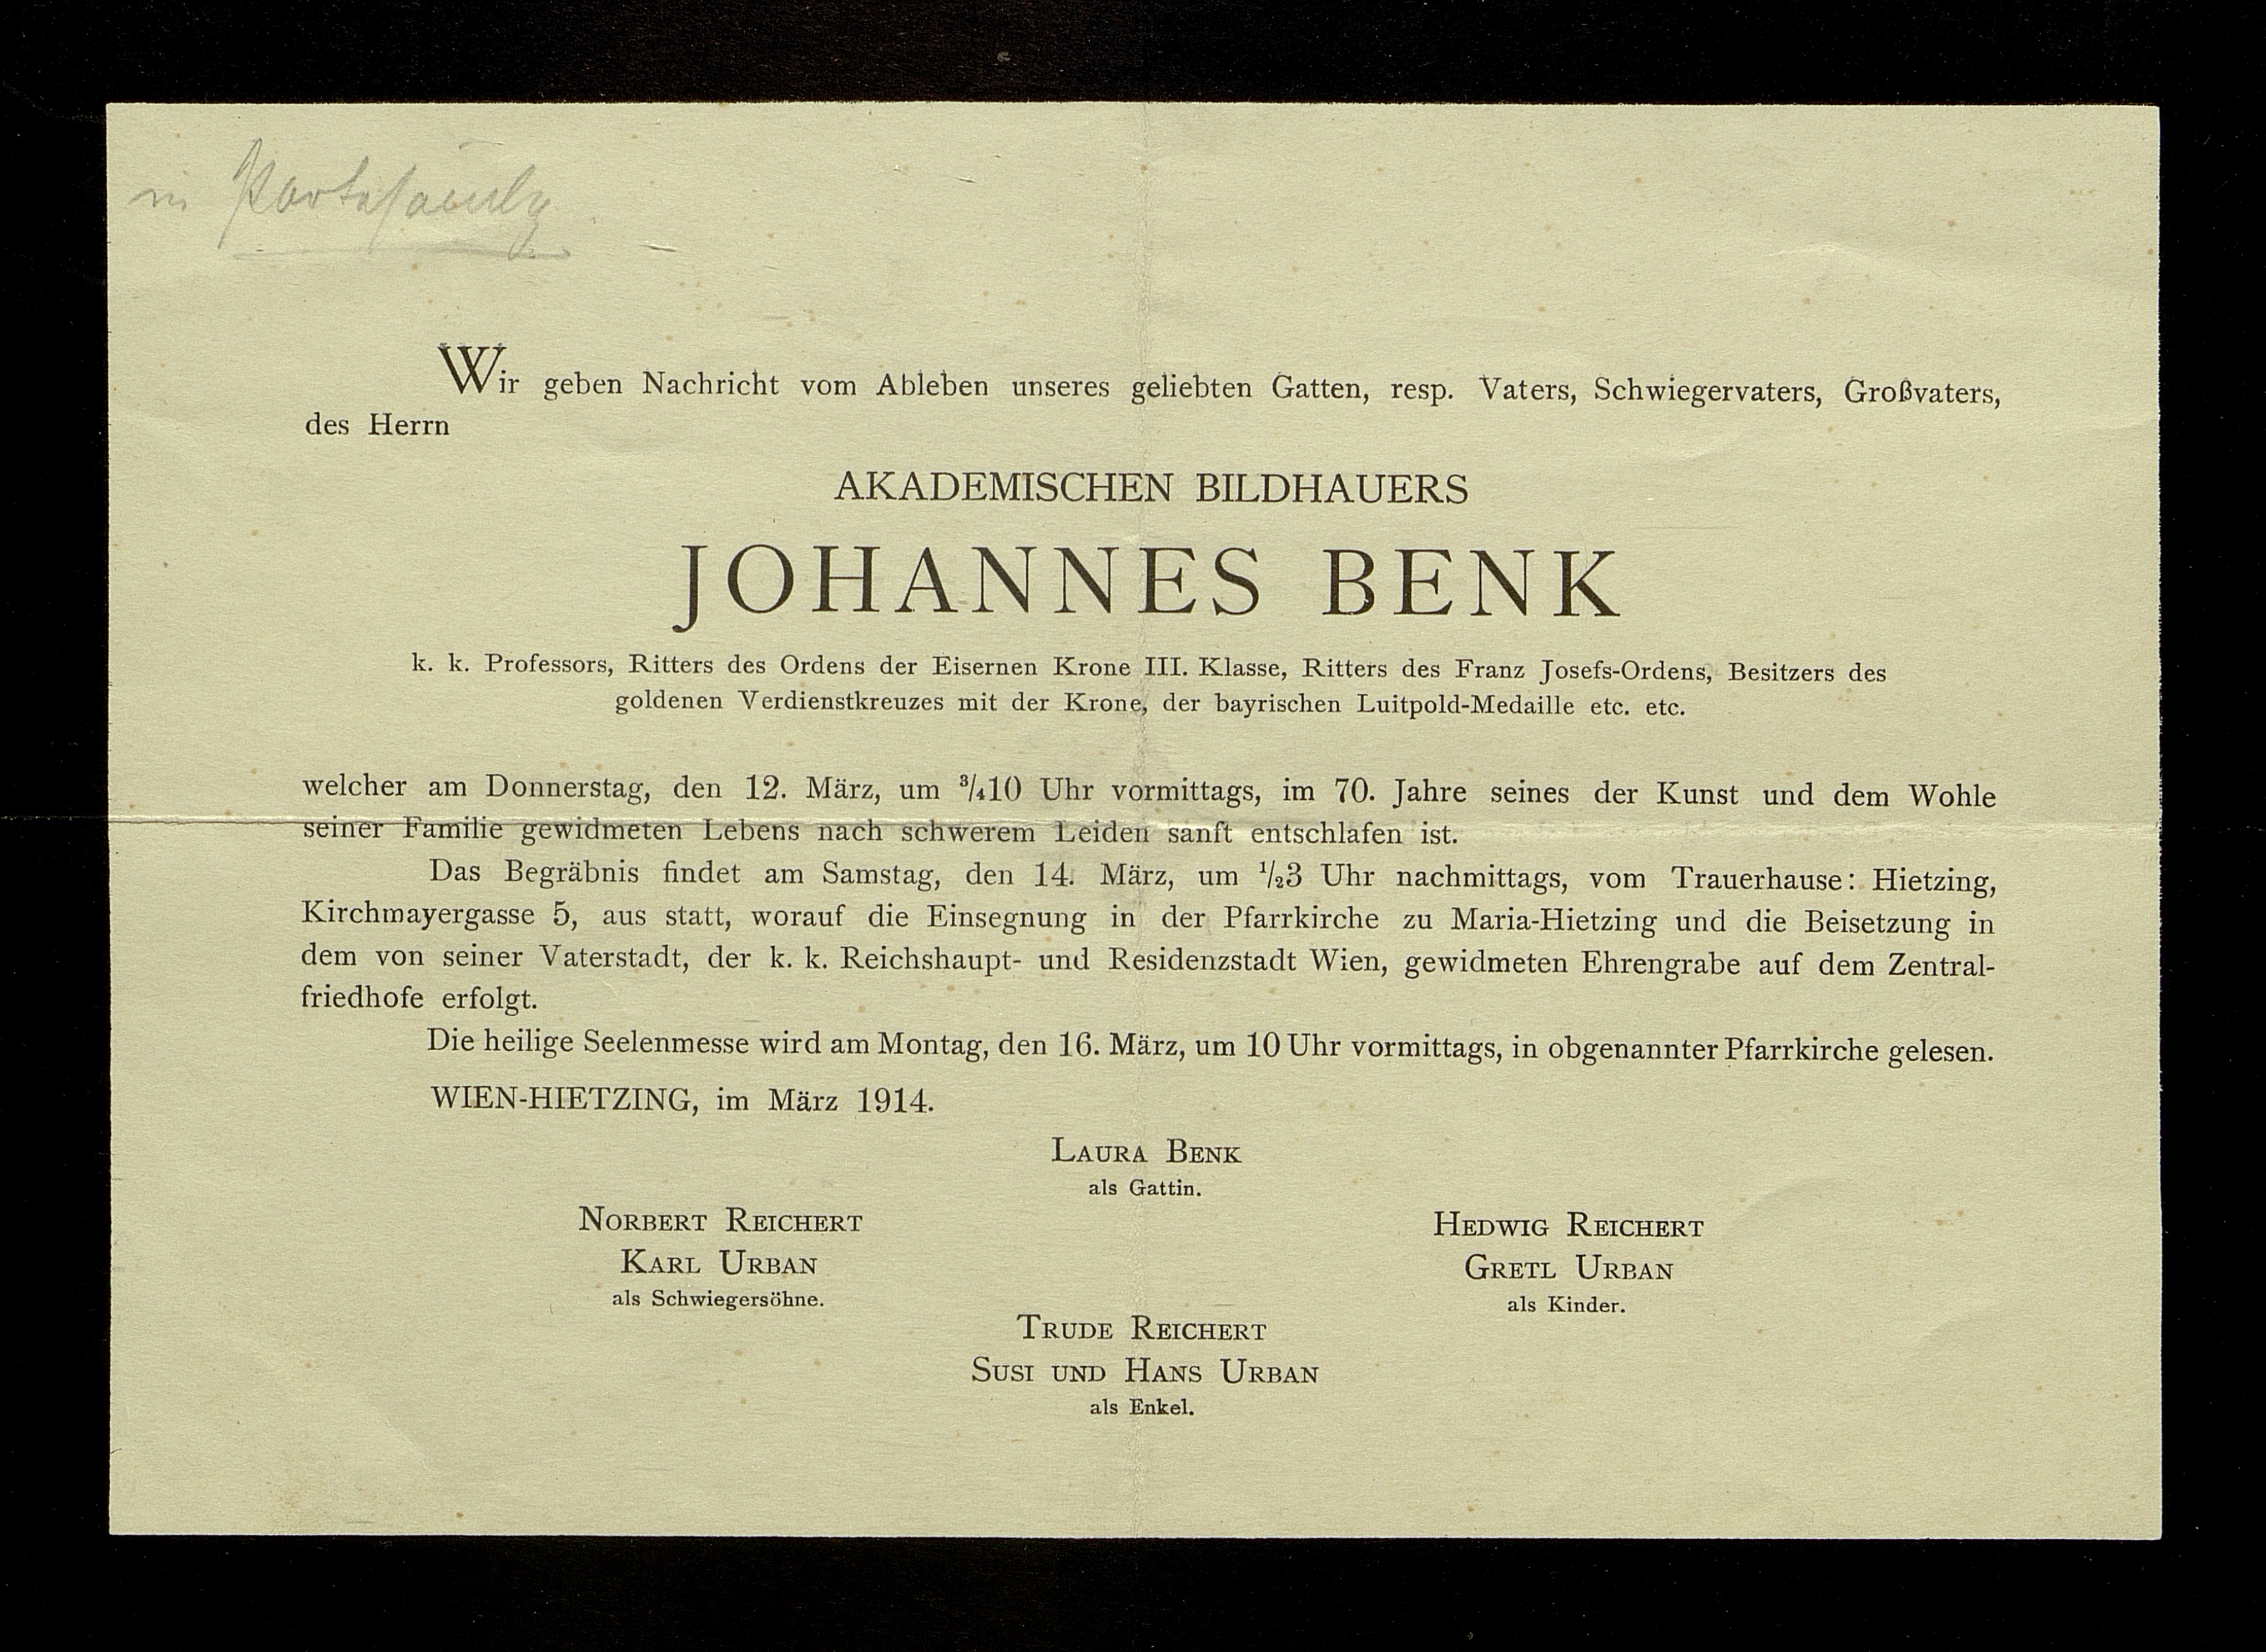 in
Wir geben Nachricht vom Ableben unseres geliebten Gatten, resp. Vaters, Schwiegervaters, Großvaters,
des Herrn
AKADEMISCHEN BILDHAUERS
JOHANNES BENK
k. k. Professors, Ritters des Ordens der Eisernen Krone III. Klasse, Ritters des Franz Josefs-Ordens, Besitzers des
goldenen Verdienstkreuzes mit der Krone, der bayrischen Luitpold-Medaille etc. etc.
welcher am Donnerstag, den 12. März, um ³/₄10 Uhr vormittags, im 70. Jahre seines der Kunst und dem Wohle
seiner Familie gewidmeten Lebens nach schwerem Leiden sanft entschlafen ist.
Das Begräbnis findet am Samstag, den 14. März, um ¹/₂3 Uhr nachmittags, vom Trauerhause: Hietzing,
Kirchmayergasse 5, aus statt, worauf die Einsegnung in der Pfarrkirche zu Maria-Hietzing und die Beisetzung in
dem von seiner Vaterstadt, der k. k. Reichshaupt- und Residenzstadt Wien, gewidmeten Ehrengrabe auf dem Zentral-
friedhofe erfolgt.
Die heilige Seelenmesse wird am Montag, den 16. März, um 10 Uhr vormittags, in obgenannter Pfarrkirche gelesen.
WIEN-HIETZING, im März 1914.
LAURA BENK
als Gattin.
NORBERT REICHERT
KARL URBAN
als Schwiegersöhne.
HEDWIG REICHERT
GRETL URBAN
als Kinder.
TRUDE REICHERT
SUSI UND HANS URBAN
als Enkel.